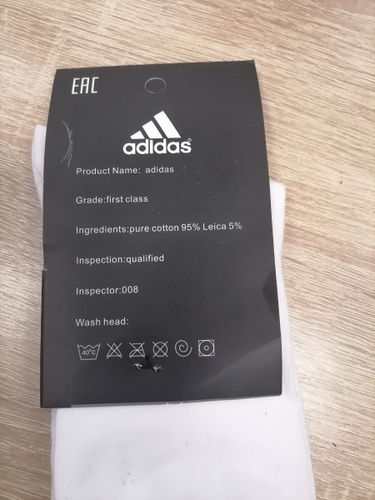 EAC
adidas®
Product Name: adidas
Grade:first class
Ingredients:pure cotton 95% Leica 5%
Inspection:qualified
Inspector:008
Wash head:
40°C